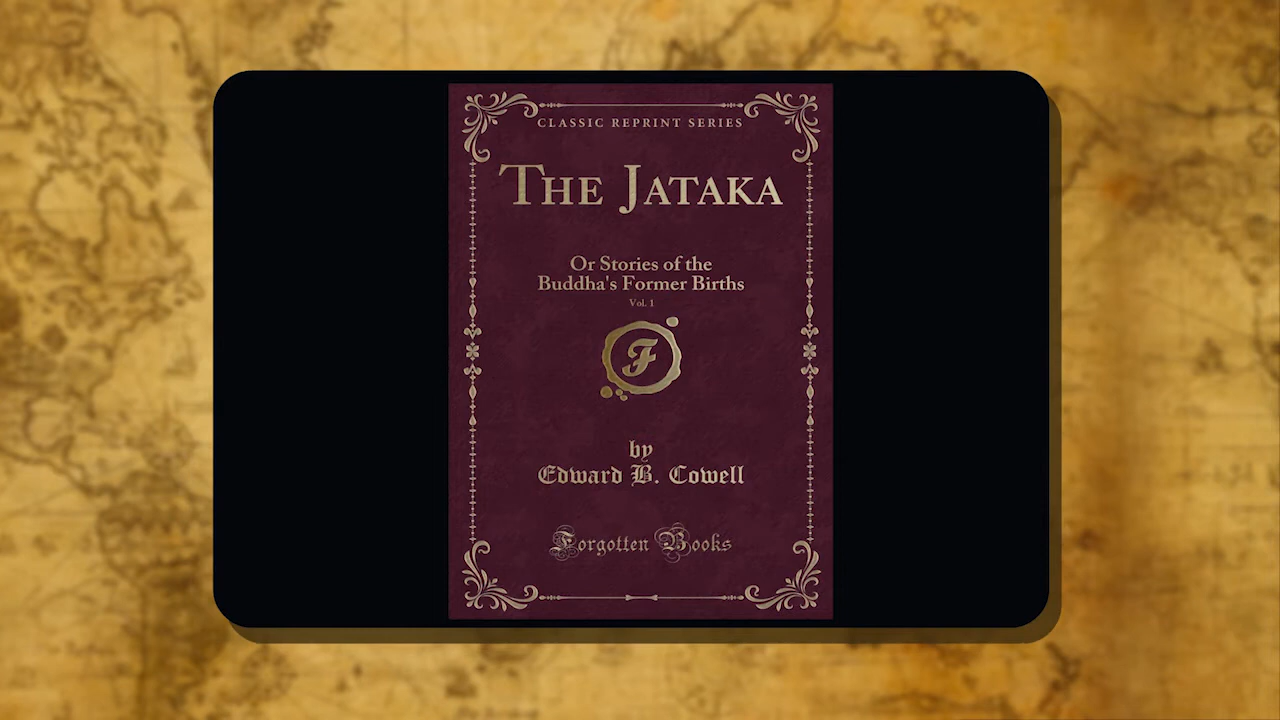 CLASSIC REPRINT SERIES
THE JATAKA
Or Stories of the
Buddha's Former Births
Vol. 1
F
by
Edward B. Cowell
Forgotten Books